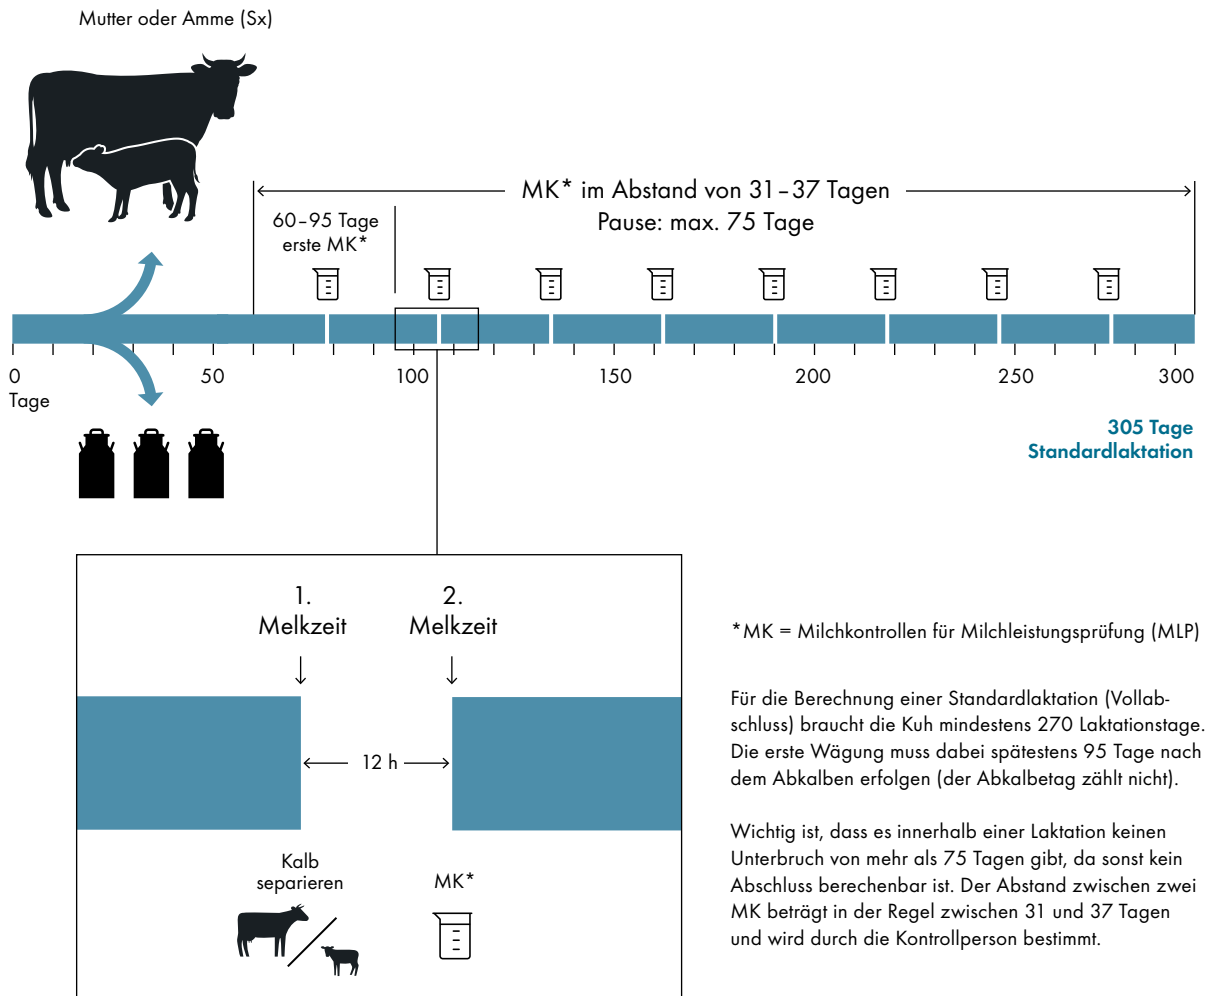 Mutter oder Amme (Sx)
MK* im Abstand von 31–37 Tagen
Pause: max. 75 Tage
60–95 Tage
erste MK*
0
50
100
150
200
250
300
Tage
305 Tage
Standardlaktation
1.
Melkzeit
2.
Melkzeit
12 h
Kalb
separieren
MK*
*MK = Milchkontrollen für Milchleistungsprüfung (MLP)
Für die Berechnung einer Standardlaktation (Vollab-
schluss) braucht die Kuh mindestens 270 Laktationstage.
Die erste Wägung muss dabei spätestens 95 Tage nach
dem Abkalben erfolgen (der Abkalbetag zählt nicht).
Wichtig ist, dass es innerhalb einer Laktation keinen
Unterbruch von mehr als 75 Tagen gibt, da sonst kein
Abschluss berechenbar ist. Der Abstand zwischen zwei
MK beträgt in der Regel zwischen 31 und 37 Tagen
und wird durch die Kontrollperson bestimmt.